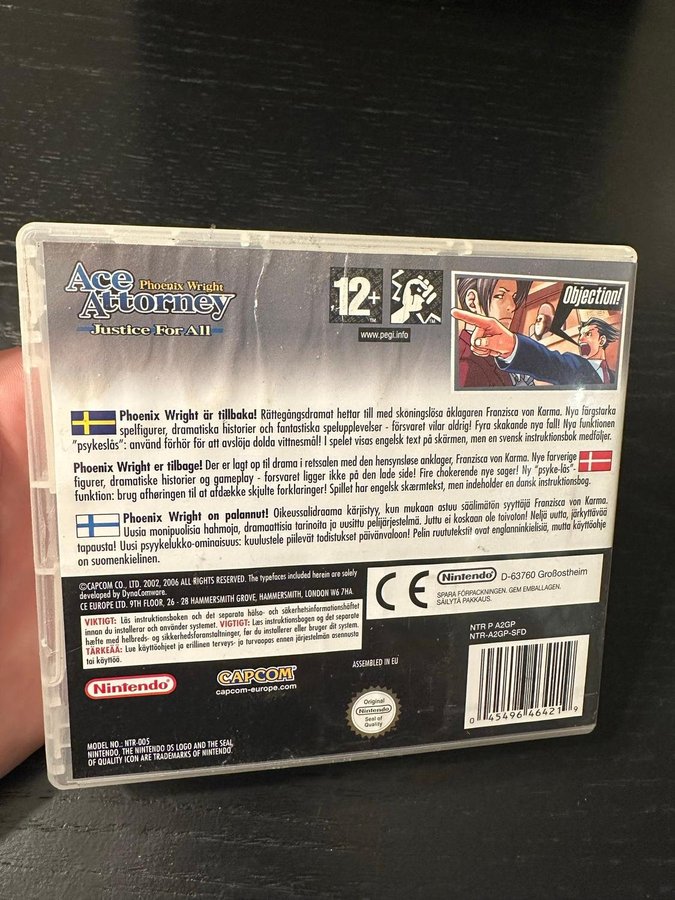 Ace Attorney
Phoenix Wright
Justice For All
12+
www.pegi.info
Objection!
Phoenix Wright är tillbaka! Rättegångsdramat hettar till med skoningslösa åklagaren Franzisca von Karma. Nya färgstarka
spelfigurer, dramatiska historier och fantastiska spelupplevelser - försvaret vilar aldrig! Fyra skakande nya fall! Nya funktionen
"psykeslås": använd förhör för att avslöja dolda vittnesmål! I spelet visas engelsk text på skärmen, men en svensk instruktionsbok medföljer.
Phoenix Wright er tilbage! Der er lagt op til drama i retssalen med den hensynsløse anklager, Franzisca von Karma. Nye farverige
figurer, dramatiske historier og gameplay - forsvaret ligger ikke på den lade side! Fire chokerende nye sager! Ny "psyke-lås"-
funktion: brug afhøringen til at afdække skjulte forklaringer! Spillet har engelsk skærmtekst, men indeholder en dansk instruktionsbog.
Phoenix Wright on palannut! Oikeussalidraama kärjistyy, kun mukaan astuu säälimätön syyttäjä Franzisca von Karma.
Uusia monipuolisia hahmoja, dramaattisia tarinoita ja uusittu pelijärjestelmä. Juttu ei koskaan ole toivoton! Neljä uutta, järkyttävää
tapausta! Uusi psyykelukko-ominaisuus: kuulustele piilevät todistukset päivänvaloon! Pelin ruututekstit ovat englanninkielisiä, mutta käyttöohje
on suomenkielinen.
©CAPCOM CO., LTD. 2002, 2006 ALL RIGHTS RESERVED. The typefaces included herein are solely
developed by DynaComware.
CE EUROPE LTD. 9TH FLOOR, 26 - 28 HAMMERSMITH GROVE, HAMMERSMITH, LONDON W6 7HA.
VIKTIGT: Läs instruktionsboken och det separata hälso- och säkerhetsinformationshäftet
innan du installerar och använder systemet. VIGTIGT: Læs instruktionsbogen og det separate
hæfte med helbreds- og sikkerhedsforanstaltninger, før du installerer eller bruger dit system.
TÄRKEÄÄ: Lue käyttöohjeet ja erillinen terveys- ja turvaopas ennen järjestelmän asennusta
tai käyttöä.
CE
Nintendo
D-63760 Großostheim
SPARA FÖRPACKNINGEN. GEM EMBALLAGEN.
SÄILYTÄ PAKKAUS.
NTR P A2GP
NTR-A2GP-SFD
Nintendo
CAPCOM
capcom-europe.com
ASSEMBLED IN EU
Original
Nintendo
Seal of
Quality
0 45496 46421 9
MODEL NO.: NTR-005
NINTENDO, THE NINTENDO DS LOGO AND THE SEAL
OF QUALITY ICON ARE TRADEMARKS OF NINTENDO.